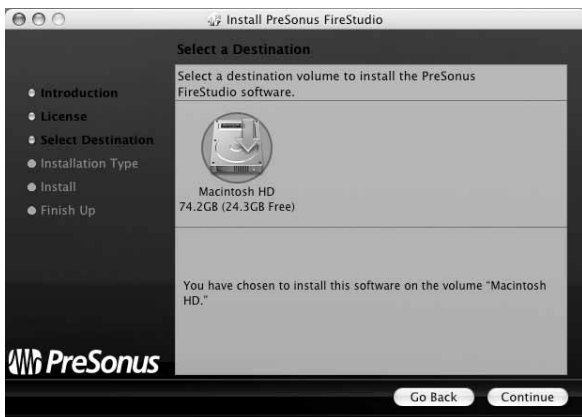 Install PreSonus FireStudio
Select a Destination
Introduction
License
Select Destination
Installation Type
Install
Finish Up
Select a destination volume to install the PreSonus
FireStudio software.
Macintosh HD
74.2GB (24.3GB Free)
You have chosen to install this software on the volume “Macintosh
HD.”
PreSonus
Go Back
Continue